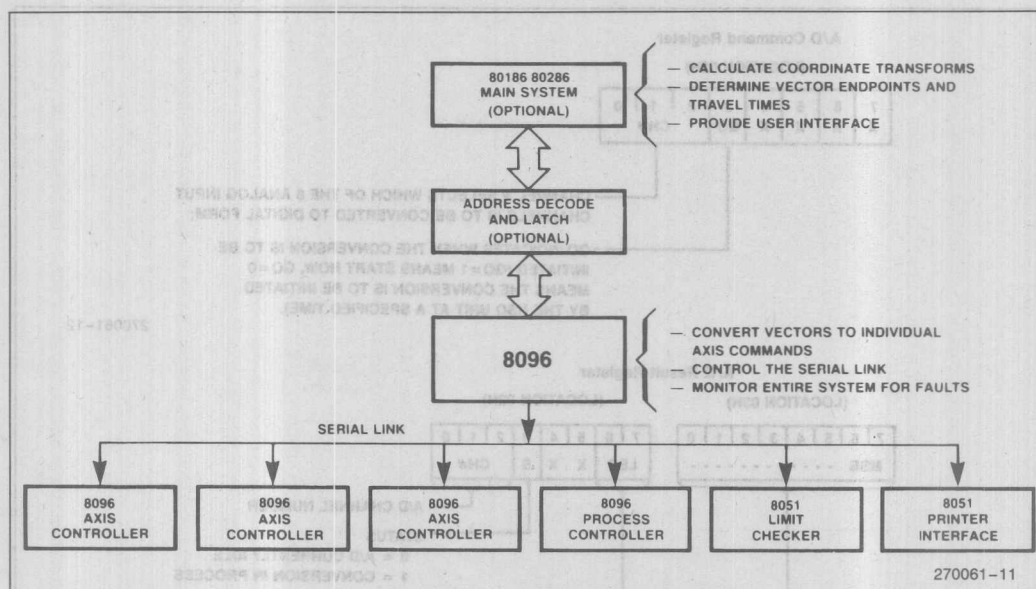 80186 80286
MAIN SYSTEM
(OPTIONAL)
— CALCULATE COORDINATE TRANSFORMS
— DETERMINE VECTOR ENDPOINTS AND
TRAVEL TIMES
— PROVIDE USER INTERFACE
ADDRESS DECODE
AND LATCH
(OPTIONAL)
8096
— CONVERT VECTORS TO INDIVIDUAL
AXIS COMMANDS
— CONTROL THE SERIAL LINK
— MONITOR ENTIRE SYSTEM FOR FAULTS
SERIAL LINK
8096
AXIS
CONTROLLER
8096
AXIS
CONTROLLER
8096
AXIS
CONTROLLER
8096
PROCESS
CONTROLLER
8051
LIMIT
CHECKER
8051
PRINTER
INTERFACE
270061-11